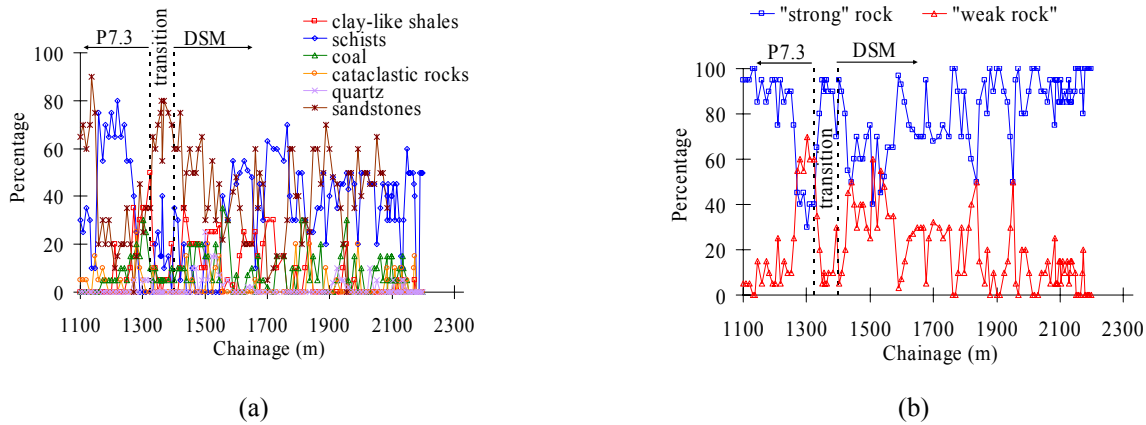 clay-like shales
schists
coal
cataclastic rocks
quartz
sandstones
P7.3
transition
DSM
100
80
60
40
20
0
Percentage
1100 1300 1500 1700 1900 2100 2300
Chainage (m)
(a)
"strong" rock
"weak rock"
P7.3
transition
DSM
100
80
60
40
20
0
Percentage
1100 1300 1500 1700 1900 2100 2300
Chainage (m)
(b)